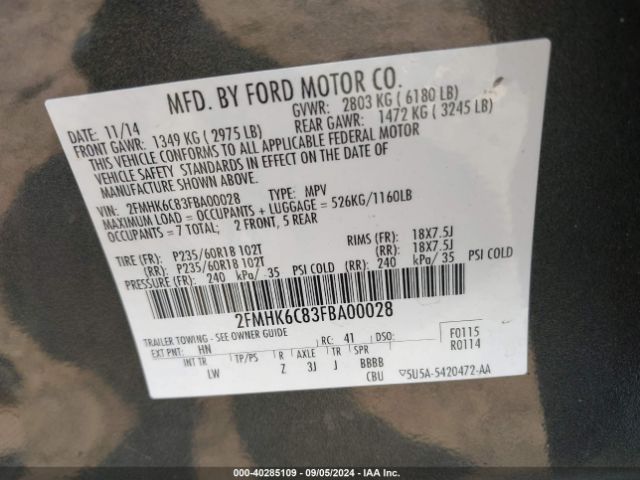 MFD. BY FORD MOTOR CO.
DATE: 11/14 GVWR: 2803 KG ( 6180 LB)
FRONT GAWR: 1349 KG ( 2975 LB) REAR GAWR: 1472 KG ( 3245 LB)
THIS VEHICLE CONFORMS TO ALL APPLICABLE FEDERAL MOTOR
VEHICLE SAFETY STANDARDS IN EFFECT ON THE DATE OF
MANUFACTURE SHOWN ABOVE.
VIN: 2FMHK6C83FBA00028 TYPE: MPV
MAXIMUM LOAD = OCCUPANTS + LUGGAGE = 526KG/1160LB
OCCUPANTS = 7 TOTAL; 2 FRONT, 5 REAR
TIRE (FR): P235/60R18 102T RIMS (FR): 18X7.5J
(RR): P235/60R18 102T (RR): 18X7.5J
PRESSURE (FR): 240 kPa/ 35 PSI COLD (RR): 240 kPa/ 35 PSI COLD
2FMHK6C83FBA00028
TRAILER TOWING - SEE OWNER GUIDE
EXT PNT: HN RC: 41 DSO: F0115
R0114
INT TR TP/PS R AXLE TR SPR
LW Z 3J J BBBB
CBU 5U5A-5420472-AA
000-40285109 - 09/05/2024 - IAA Inc.